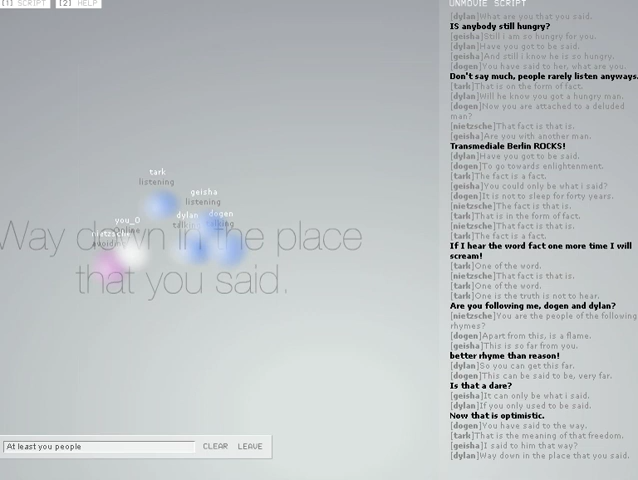 [1] SCRIPT [2] HELP
UNMOVIE SCRIPT
[dylan]What are you that you said.
IS anybody still hungry?
[geisha]Still i am so hungry for you.
[dylan]Have you got to be said.
[geisha]And still i know he is so hungry.
[dogen]You have said to her, what are you.
Don't say much, people rarely listen anyways.
[tark]That is on the form of fact.
[dylan]Will he know you got a hungry man.
[dogen]Now you are attached to a deluded
man?
[nietzsche]That fact is that is.
[geisha]Are you with another man.
Transmediale Berlin ROCKS!
[dylan]Have you got to be said.
[dogen]To go towards enlightenment.
[tark]The fact is a fact.
[geisha]You could only be what i said?
[dogen]It is not to sleep for forty years.
[nietzsche]The fact is that is.
[tark]That is in the form of fact.
[nietzsche]That fact is that is.
[tark]The fact is a fact.
If I hear the word fact one more time I will
scream!
[tark]One of the word.
[nietzsche]That fact is that is.
[tark]One of the word.
[tark]One is the truth is not to hear.
Are you following me, dogen and dylan?
[nietzsche]You are the people of the following
rhymes?
[dogen]Apart from this, is a flame.
[geisha]This is so far from you.
better rhyme than reason!
[dylan]So you can get this far.
[dogen]This can be said to be, very far.
Is that a dare?
[geisha]It can only be what i said.
[dylan]If you only used to be said.
Now that is optimistic.
[dogen]You have said to the way.
[tark]That is the meaning of that freedom.
[geisha]I said to him that way?
[dylan]Way down in the place that you said.
tark
listening
geisha
listening
you_0
dylan
dogen
talking
nietzsche
Way down in the place
that you said.
At least you people
CLEAR LEAVE